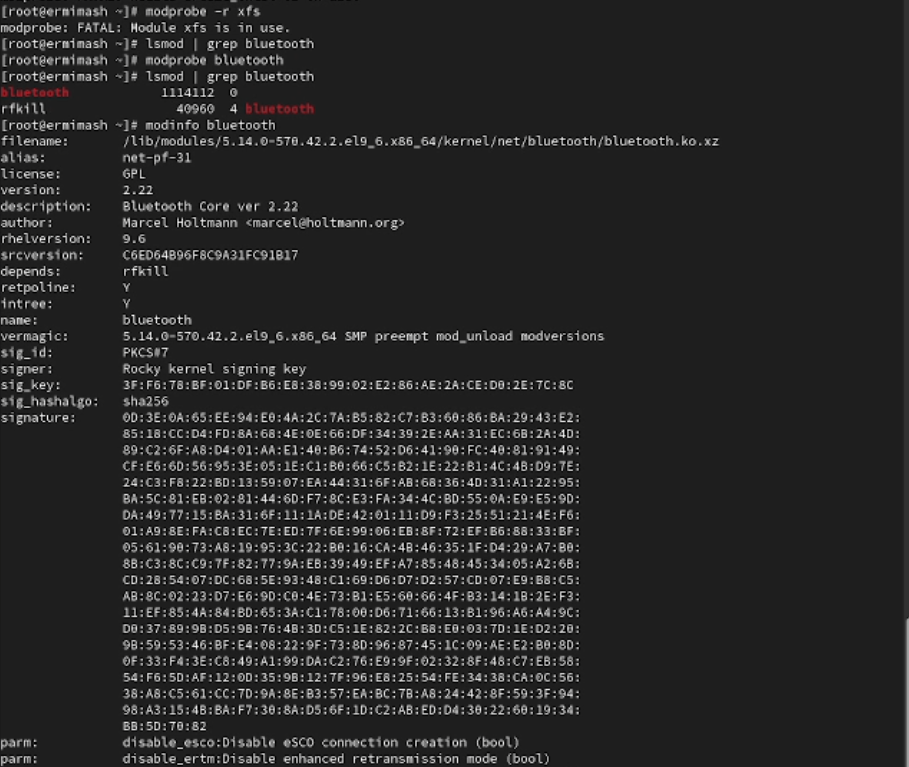 [root@ermimash ~]# modprobe -r xfs
modprobe: FATAL: Module xfs is in use.
[root@ermimash ~]# lsmod | grep bluetooth
[root@ermimash ~]# modprobe bluetooth
[root@ermimash ~]# lsmod | grep bluetooth
bluetooth 1114112 0
rfkill 40960 4 bluetooth
[root@ermimash ~]# modinfo bluetooth
filename: /lib/modules/5.14.0-570.42.2.el9_6.x86_64/kernel/net/bluetooth/bluetooth.ko.xz
alias: net-pf-31
license: GPL
version: 2.22
description: Bluetooth Core ver 2.22
author: Marcel Holtmann <marcel@holtmann.org>
rhelversion: 9.6
srcversion: C6ED64B96F8C9A31FC91B17
depends: rfkill
retpoline: Y
intree: Y
name: bluetooth
vermagic: 5.14.0-570.42.2.el9_6.x86_64 SMP preempt mod_unload modversions
sig_id: PKCS#7
signer: Rocky kernel signing key
sig_key: 3F:F6:78:BF:01:DF:B6:E8:38:99:02:E2:86:AE:2A:CE:D0:2E:7C:8C
sig_hashalgo: sha256
signature: 0D:3E:0A:65:EE:94:E0:4A:2C:7A:B5:82:C7:B3:60:86:BA:29:43:E2:
85:18:CC:D4:FD:8A:68:4E:0E:66:DF:34:39:2E:AA:31:EC:6B:2A:4D:
89:C2:6F:A8:D4:01:AA:E1:40:B6:74:52:D6:41:90:FC:40:81:91:49:
CF:E6:6D:56:95:3E:05:1E:C1:B0:66:C5:B2:1E:22:B1:4C:4B:D9:7E:
24:C3:F8:22:BD:13:59:07:EA:44:31:6F:AB:68:36:4D:31:A1:22:95:
BA:5C:81:EB:02:81:44:6D:F7:8C:E3:FA:34:4C:BD:55:0A:E9:E5:9D:
DA:49:77:15:BA:31:6F:11:1A:DE:42:01:11:D9:F3:25:51:21:4E:F6:
01:A9:8E:FA:C8:EC:7E:ED:7F:6E:99:06:EB:8F:72:EF:B6:88:33:BF:
05:61:90:73:A8:19:95:3C:22:B0:16:CA:4B:46:35:1F:D4:29:A7:B0:
8B:C3:8C:C9:7F:82:77:9A:EB:39:49:EF:A7:85:48:45:34:05:A2:6B:
CD:28:54:07:DC:68:5E:93:48:C1:69:D6:D7:D2:57:CD:07:E9:B8:C5:
AB:8C:02:23:D7:E6:9D:C0:4E:73:B1:E5:60:66:4F:B3:14:1B:2E:F3:
11:EF:85:4A:84:BD:65:3A:C1:78:00:D6:71:66:13:B1:96:A6:A4:9C:
D0:37:89:9B:D5:9B:76:4B:3D:C5:1E:82:2C:B8:E0:03:7D:1E:D2:20:
9B:59:53:46:BF:E4:08:22:9F:73:8D:96:87:45:1C:09:AE:E2:B0:8D:
0F:33:F4:3E:C8:49:A1:99:DA:C2:76:E9:9F:02:32:8F:48:C7:EB:58:
54:F6:5D:AF:12:0D:35:9B:12:7F:96:E8:25:54:FE:34:38:CA:0C:56:
38:A8:C5:61:CC:7D:9A:8E:B3:57:EA:BC:7B:A8:24:42:8F:59:3F:94:
98:A3:15:4B:BA:F7:30:8A:D5:6F:1D:C2:AB:ED:D4:30:22:60:19:34:
BB:5D:70:82
parm: disable_esco:Disable eSCO connection creation (bool)
parm: disable_ertm:Disable enhanced retransmission mode (bool)